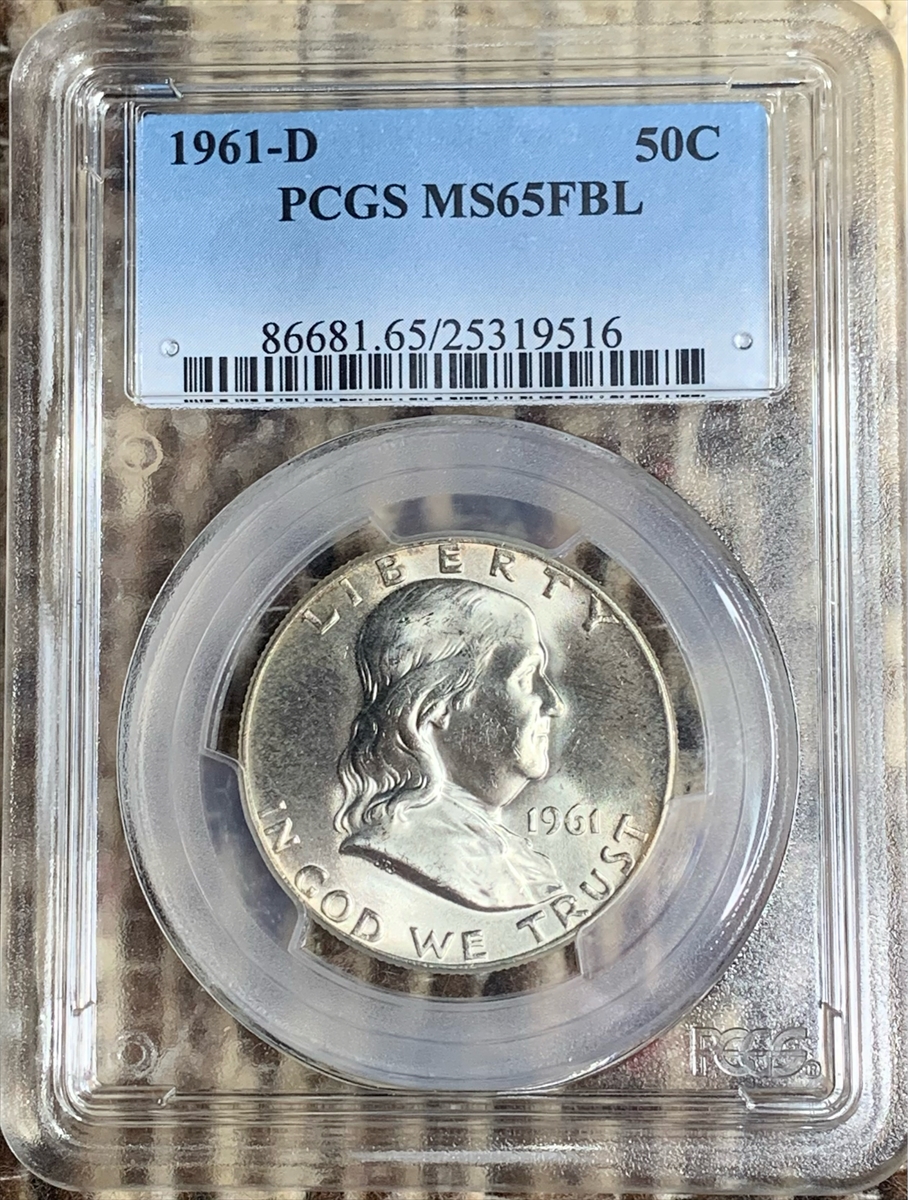 1961-D 50C
PCGS MS65FBL
86681.65/25319516
LIBERTY
1961
IN GOD WE TRUST
PCGS®